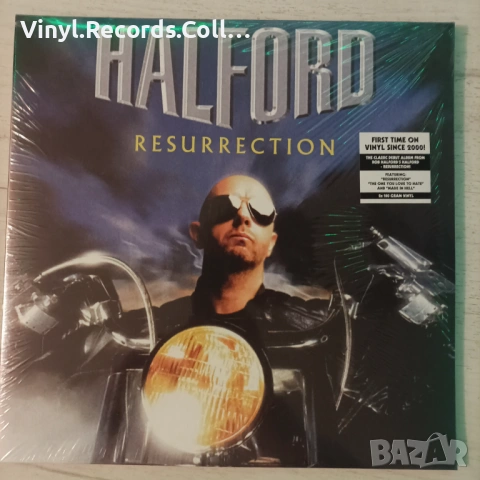 Vinyl.Records.Coll...
HALFORD
RESURRECTION
FIRST TIME ON
VINYL SINCE 2000!
THE CLASSIC DEBUT ALBUM FROM
ROB HALFORD'S HALFORD
- RESURRECTION!
FEATURING:
"RESURRECTION"
"THE ONE YOU LOVE TO HATE"
AND "MADE IN HELL"
2x 180 GRAM VINYL
BAZAR